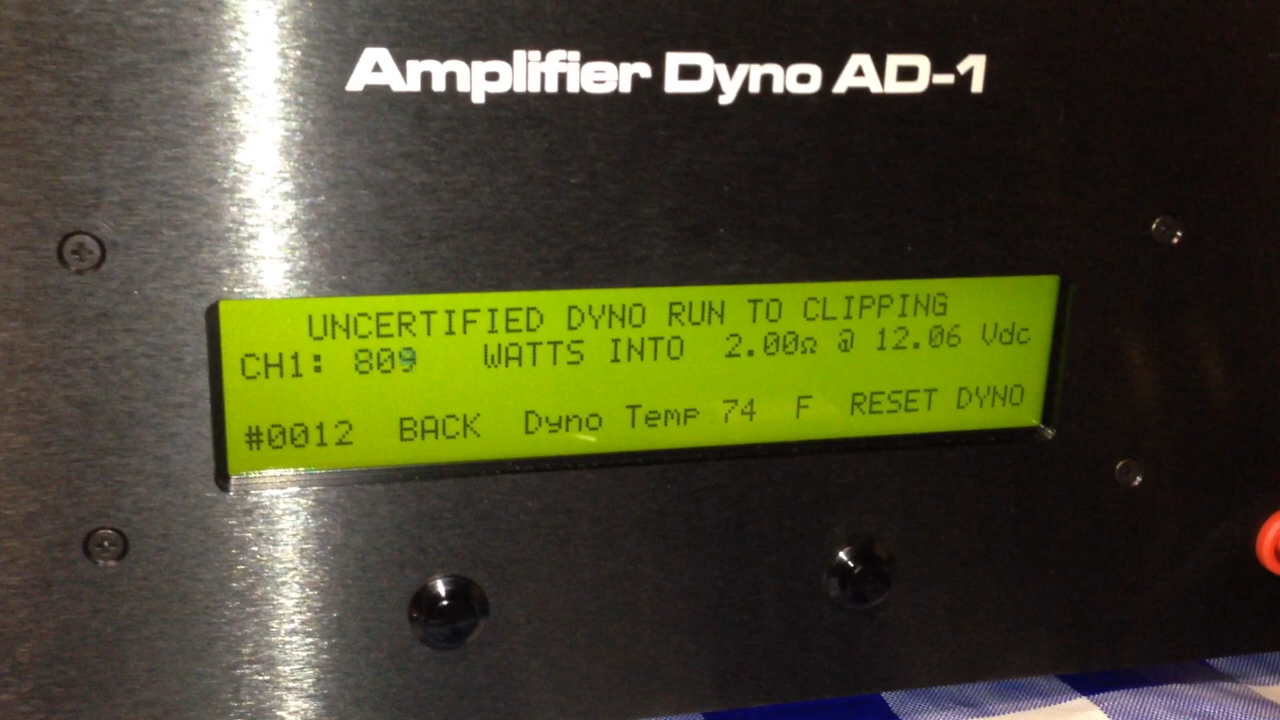 Amplifier Dyno AD-1
UNCERTIFIED DYNO RUN TO CLIPPING
CH1: 809 WATTS INTO 2.00Ω @ 12.06 Vdc
#0012 BACK Dyno Temp 74 F RESET DYNO